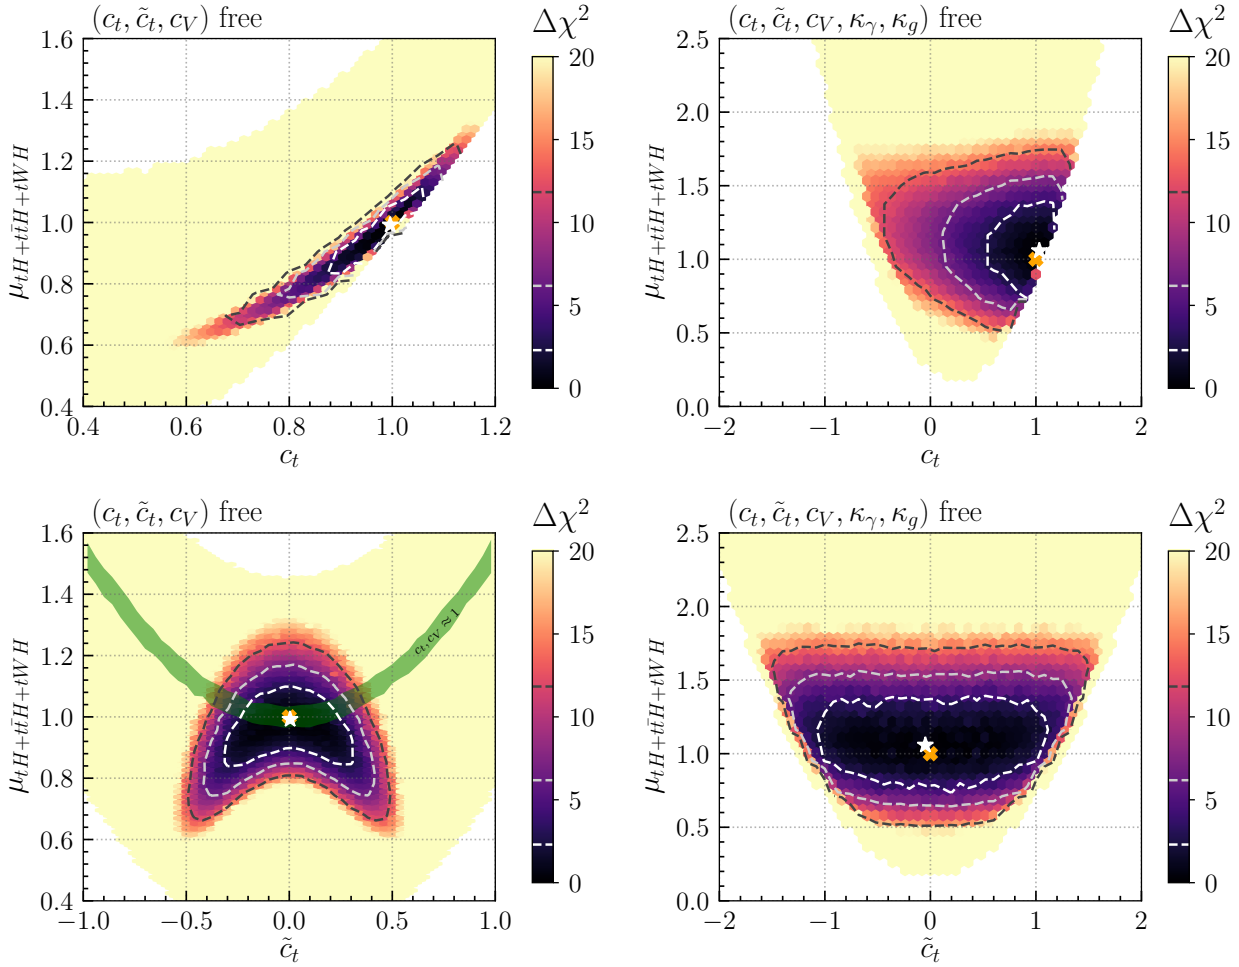 (c_t, c̃_t, c_V) free
Δχ²
20
15
10
5
0
1.6
1.4
1.2
1.0
0.8
0.6
0.4
μ_{tH+tt̄H+tWH}
0.4 0.6 0.8 1.0 1.2
c_t
(c_t, c̃_t, c_V, κ_γ, κ_g) free
Δχ²
20
15
10
5
0
2.5
2.0
1.5
1.0
0.5
0.0
μ_{tH+tt̄H+tWH}
−2 −1 0 1 2
c_t
(c_t, c̃_t, c_V) free
Δχ²
20
15
10
5
0
1.6
1.4
1.2
1.0
0.8
0.6
0.4
μ_{tH+tt̄H+tWH}
c_t, c_V ≈ 1
−1.0 −0.5 0.0 0.5 1.0
c̃_t
(c_t, c̃_t, c_V, κ_γ, κ_g) free
Δχ²
20
15
10
5
0
2.5
2.0
1.5
1.0
0.5
0.0
μ_{tH+tt̄H+tWH}
−2 −1 0 1 2
c̃_t